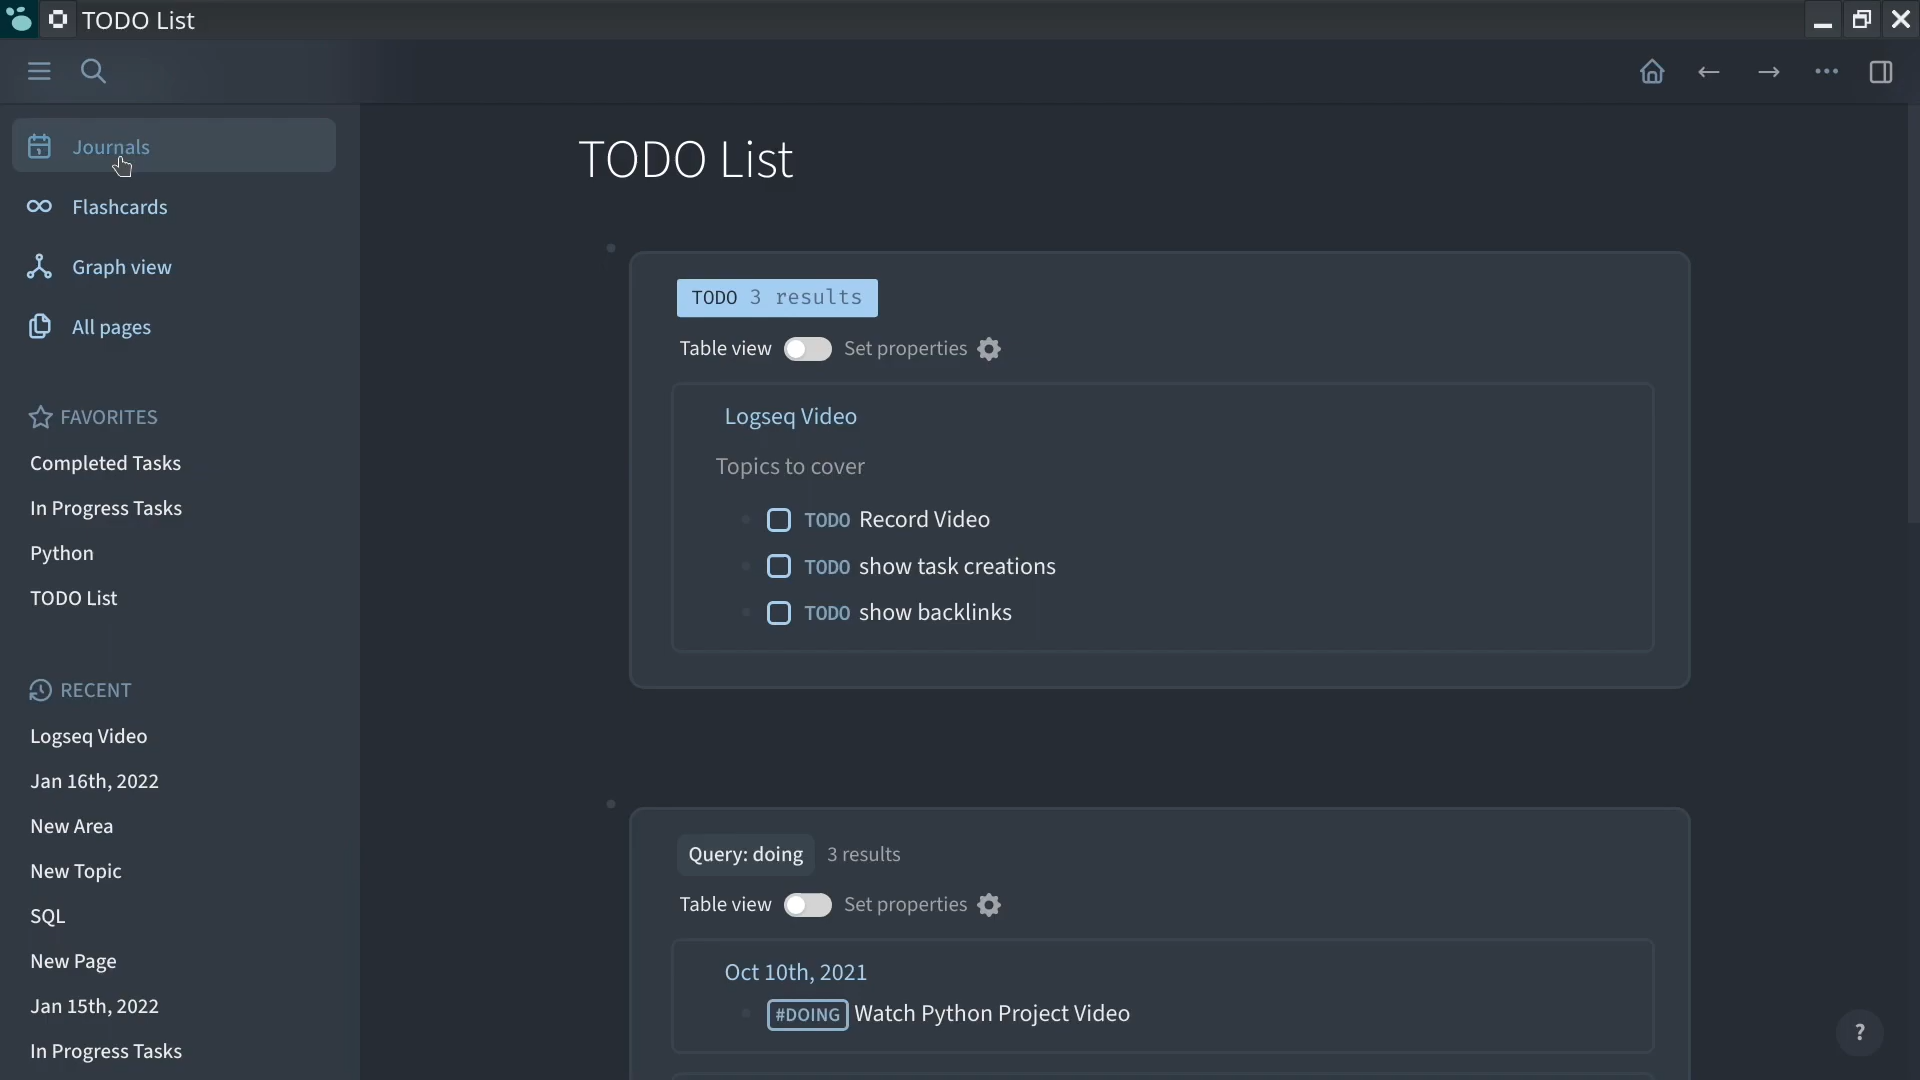 TODO List
Journals
Flashcards
Graph view
All pages
FAVORITES
Completed Tasks
In Progress Tasks
Python
TODO List
RECENT
Logseq Video
Jan 16th, 2022
New Area
New Topic
SQL
New Page
Jan 15th, 2022
In Progress Tasks
TODO List
TODO 3 results
Table view Set properties
Logseq Video
Topics to cover
TODO Record Video
TODO show task creations
TODO show backlinks
Query: doing 3 results
Table view Set properties
Oct 10th, 2021
#DOING Watch Python Project Video
?